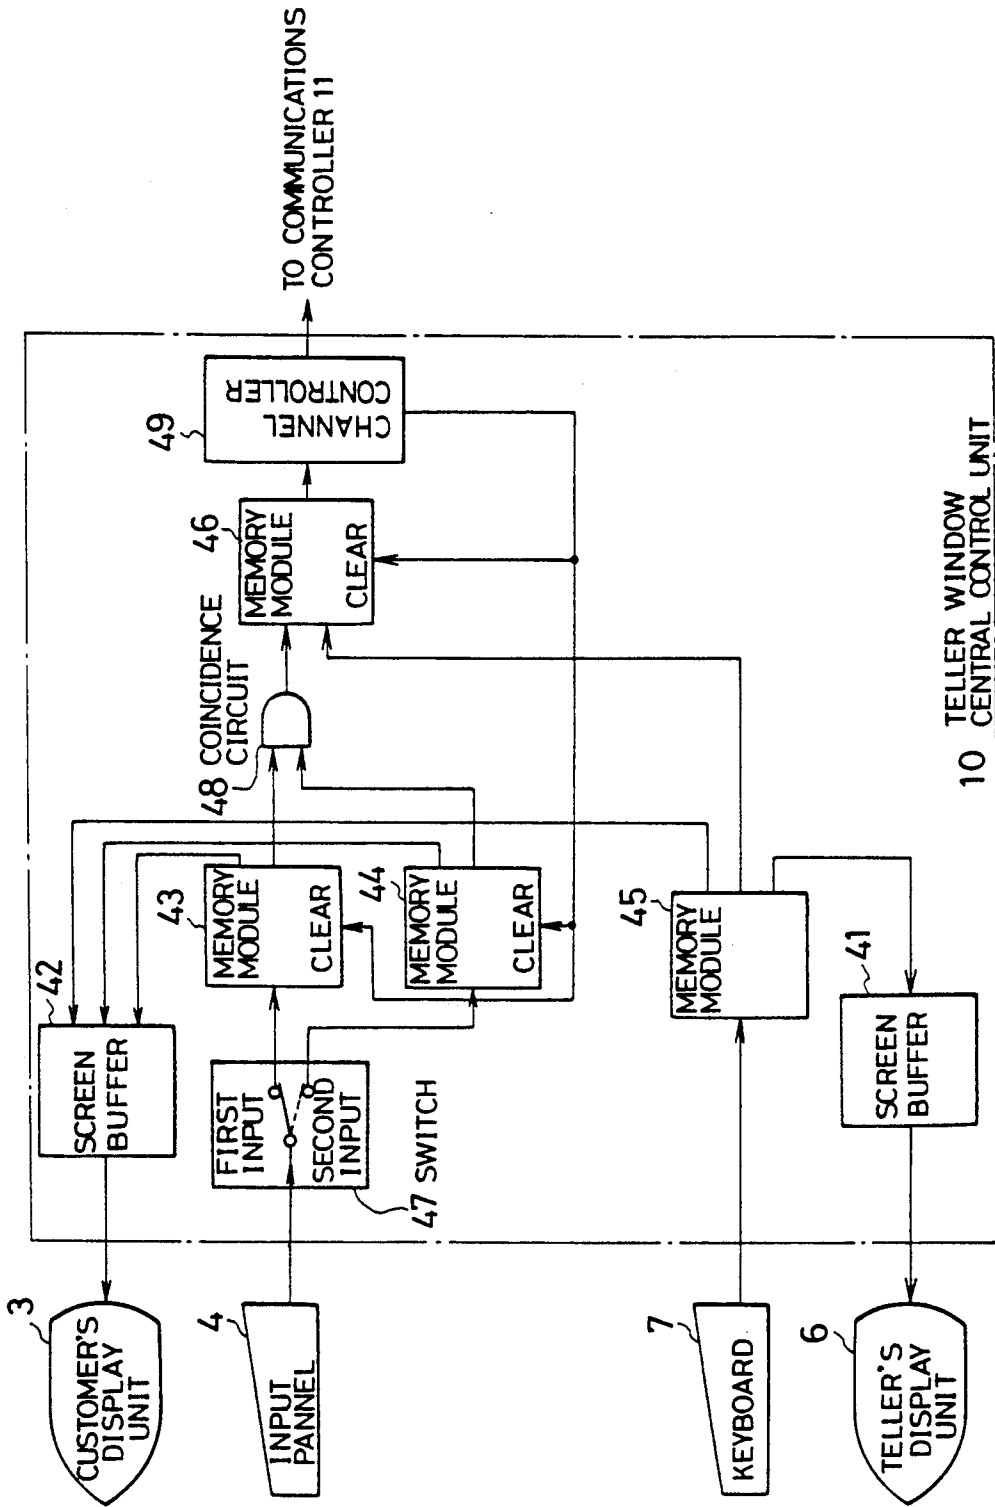 3
CUSTOMER'S
DISPLAY
UNIT
4
INPUT
PANNEL
7
KEYBOARD
6
TELLER'S
DISPLAY
UNIT
42
SCREEN
BUFFER
FIRST
INPUT
SECOND
INPUT
47 SWITCH
43
MEMORY
MODULE
CLEAR
44
MEMORY
MODULE
CLEAR
45
MEMORY
MODULE
41
SCREEN
BUFFER
48 COINCIDENCE
CIRCUIT
46
MEMORY
MODULE
CLEAR
49
CHANNEL
CONTROLLER
TO COMMUNICATIONS
CONTROLLER 11
10 TELLER WINDOW
CENTRAL CONTROL UNIT